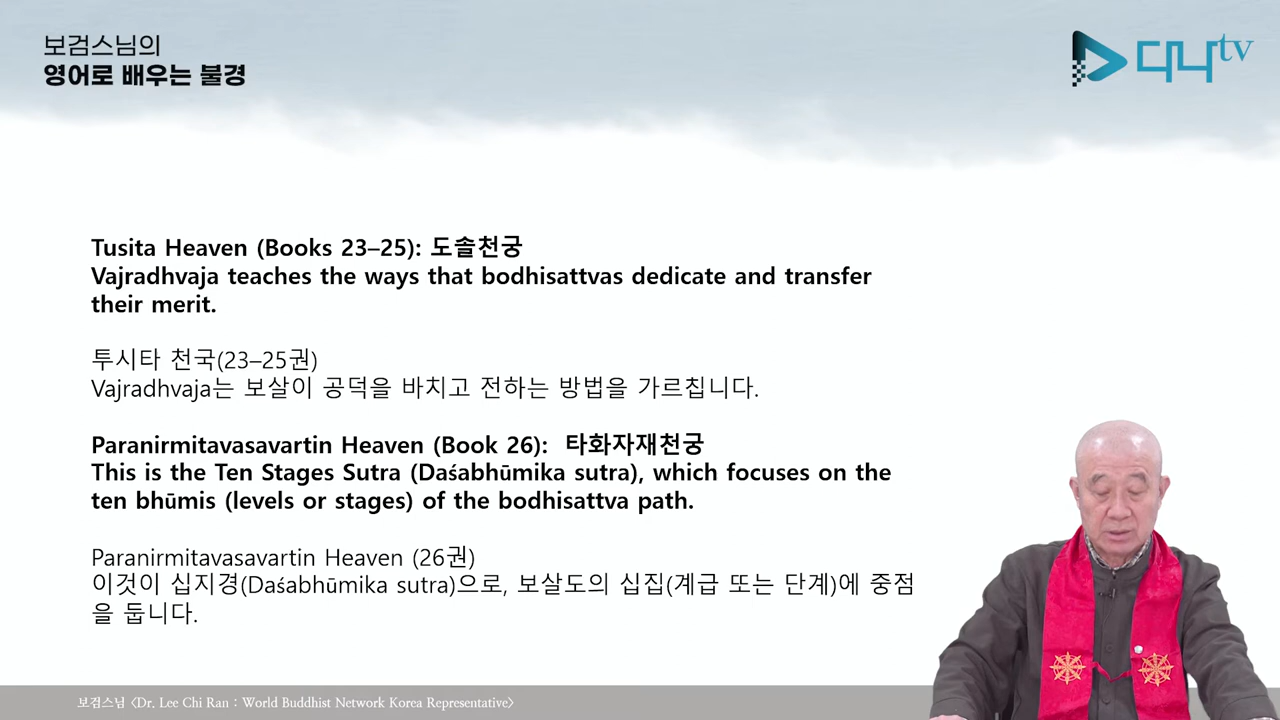 보검스님의
영어로 배우는 불경
다나tv
Tusita Heaven (Books 23–25): 도솔천궁
Vajradhvaja teaches the ways that bodhisattvas dedicate and transfer
their merit.
투시타 천국(23–25권)
Vajradhvaja는 보살이 공덕을 바치고 전하는 방법을 가르칩니다.
Paranirmitavasavartin Heaven (Book 26): 타화자재천궁
This is the Ten Stages Sutra (Daśabhūmika sutra), which focuses on the
ten bhūmis (levels or stages) of the bodhisattva path.
Paranirmitavasavartin Heaven (26권)
이것이 십지경(Daśabhūmika sutra)으로, 보살도의 십집(계급 또는 단계)에 중점
을 둡니다.
보검스님 <Dr. Lee Chi Ran : World Buddhist Network Korea Representative>